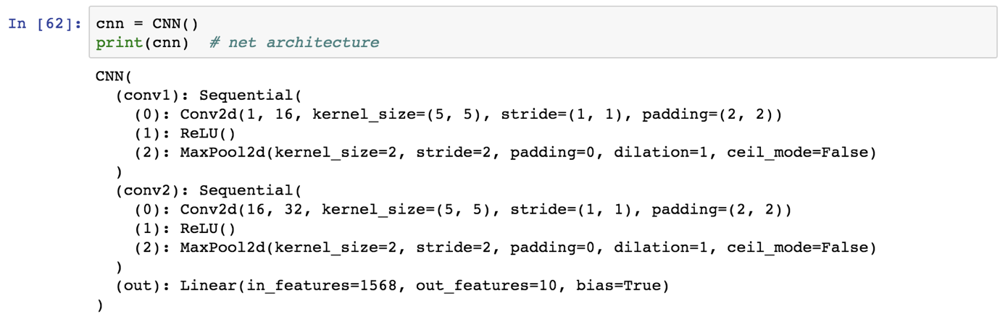 In [62]: cnn = CNN()
print(cnn)  # net architecture
CNN(
  (conv1): Sequential(
    (0): Conv2d(1, 16, kernel_size=(5, 5), stride=(1, 1), padding=(2, 2))
    (1): ReLU()
    (2): MaxPool2d(kernel_size=2, stride=2, padding=0, dilation=1, ceil_mode=False)
  )
  (conv2): Sequential(
    (0): Conv2d(16, 32, kernel_size=(5, 5), stride=(1, 1), padding=(2, 2))
    (1): ReLU()
    (2): MaxPool2d(kernel_size=2, stride=2, padding=0, dilation=1, ceil_mode=False)
  )
  (out): Linear(in_features=1568, out_features=10, bias=True)
)